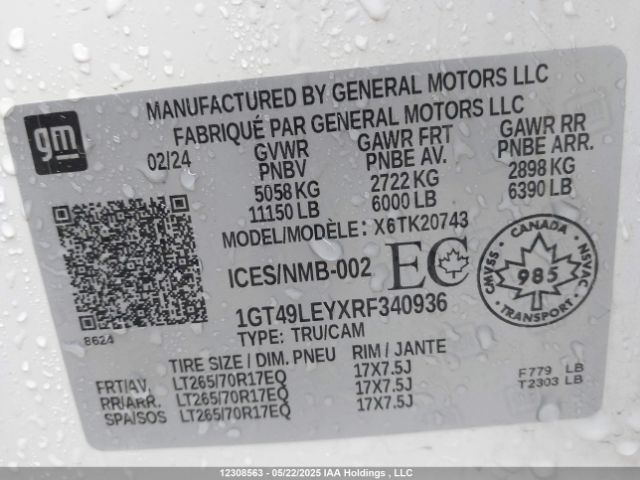 MANUFACTURED BY GENERAL MOTORS LLC
FABRIQUÉ PAR GENERAL MOTORS LLC
gm
02/24 GVWR GAWR FRT GAWR RR
PNBV PNBE AV. PNBE ARR.
5058 KG 2722 KG 2898 KG
11150 LB 6000 LB 6390 LB
MODEL/MODÈLE: X6TK20743
ICES/NMB-002 EC
CANADA
CMVSS 985 NSVAC
1GT49LEYXRF340936
8624 TYPE: TRU/CAM
TIRE SIZE / DIM. PNEU RIM / JANTE
FRT/AV. LT265/70R17EQ 17X7.5J F779 LB
RR/ARR. LT265/70R17EQ 17X7.5J T2303 LB
SPA/SOS LT265/70R17EQ 17X7.5J
12308563 - 05/22/2025 IAA Holdings , LLC